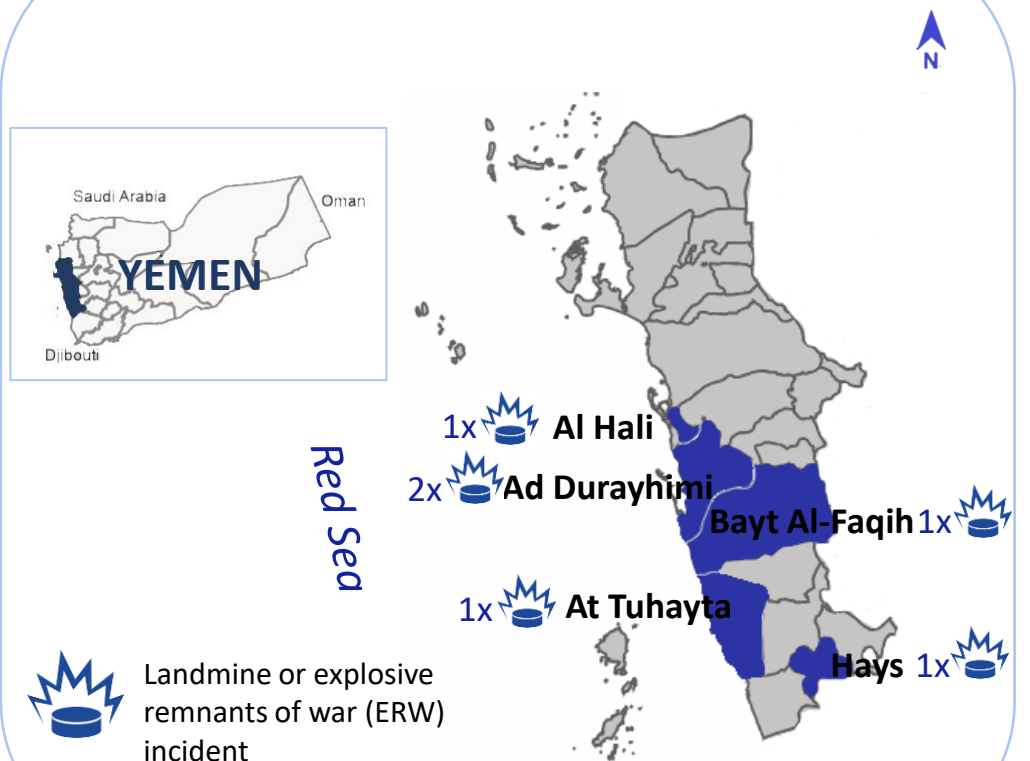 N
Saudi Arabia
Oman
YEMEN
Djibouti
1x Al Hali
Red Sea
2x Ad Durayhimi
Bayt Al-Faqih 1x
1x At Tuhayta
Hays 1x
Landmine or explosive
remnants of war (ERW)
incident